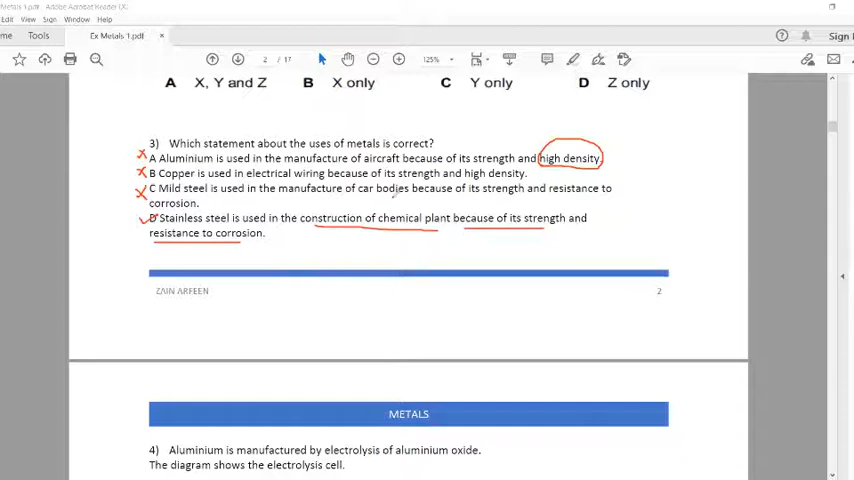 Metals 1.pdf - Adobe Acrobat Reader DC
Edit View Sign Window Help
me Tools Ex Metals 1.pdf × Sign I
2 / 17 125%
A X, Y and Z B X only C Y only D Z only
3) Which statement about the uses of metals is correct?
A Aluminium is used in the manufacture of aircraft because of its strength and high density.
B Copper is used in electrical wiring because of its strength and high density.
C Mild steel is used in the manufacture of car bodies because of its strength and resistance to
corrosion.
D Stainless steel is used in the construction of chemical plant because of its strength and
resistance to corrosion.
ZAIN ARFEEN 2
METALS
4) Aluminium is manufactured by electrolysis of aluminium oxide.
The diagram shows the electrolysis cell.